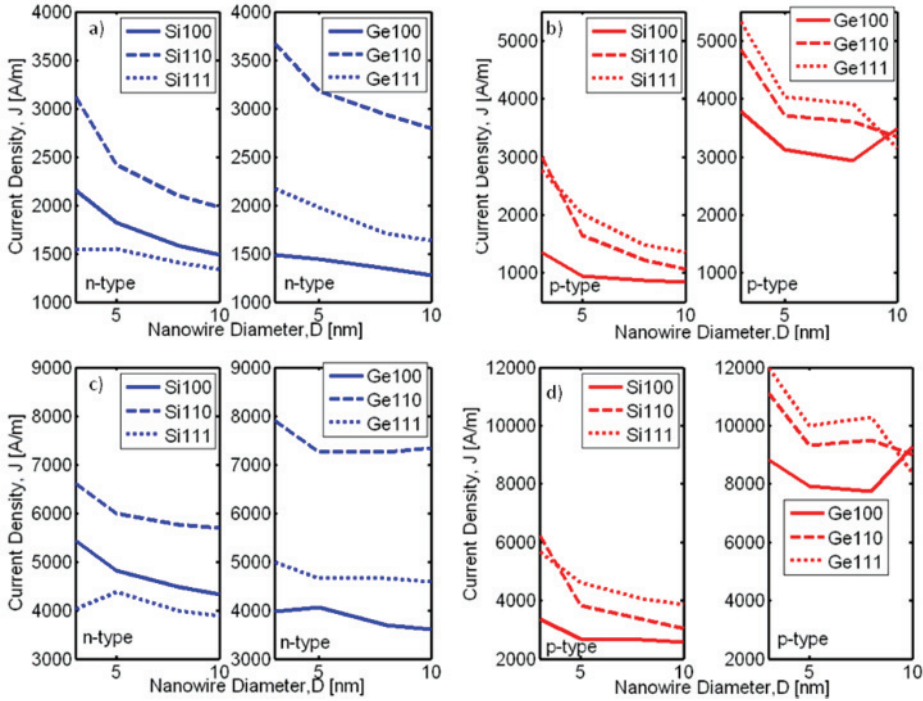 a)
Current Density, J [A/m]
4000
3500
3000
2500
2000
1500
1000
Si100
Si110
Si111
n-type
5
10
4000
3500
3000
2500
2000
1500
1000
Ge100
Ge110
Ge111
n-type
5
10
Nanowire Diameter,D [nm]
b)
Current Density, J [A/m]
5000
4000
3000
2000
1000
Si100
Si110
Si111
p-type
5
10
5000
4000
3000
2000
1000
Ge100
Ge110
Ge111
p-type
5
10
Nanowire Diameter,D [nm]
c)
Current Density, J [A/m]
9000
8000
7000
6000
5000
4000
3000
Si100
Si110
Si111
n-type
5
10
9000
8000
7000
6000
5000
4000
3000
Ge100
Ge110
Ge111
n-type
5
10
Nanowire Diameter,D [nm]
d)
Current Density, J [A/m]
12000
10000
8000
6000
4000
2000
Si100
Si110
Si111
p-type
5
10
12000
10000
8000
6000
4000
2000
Ge100
Ge110
Ge111
Ge100
Ge110
Ge111
p-type
5
10
Nanowire Diameter,D [nm]